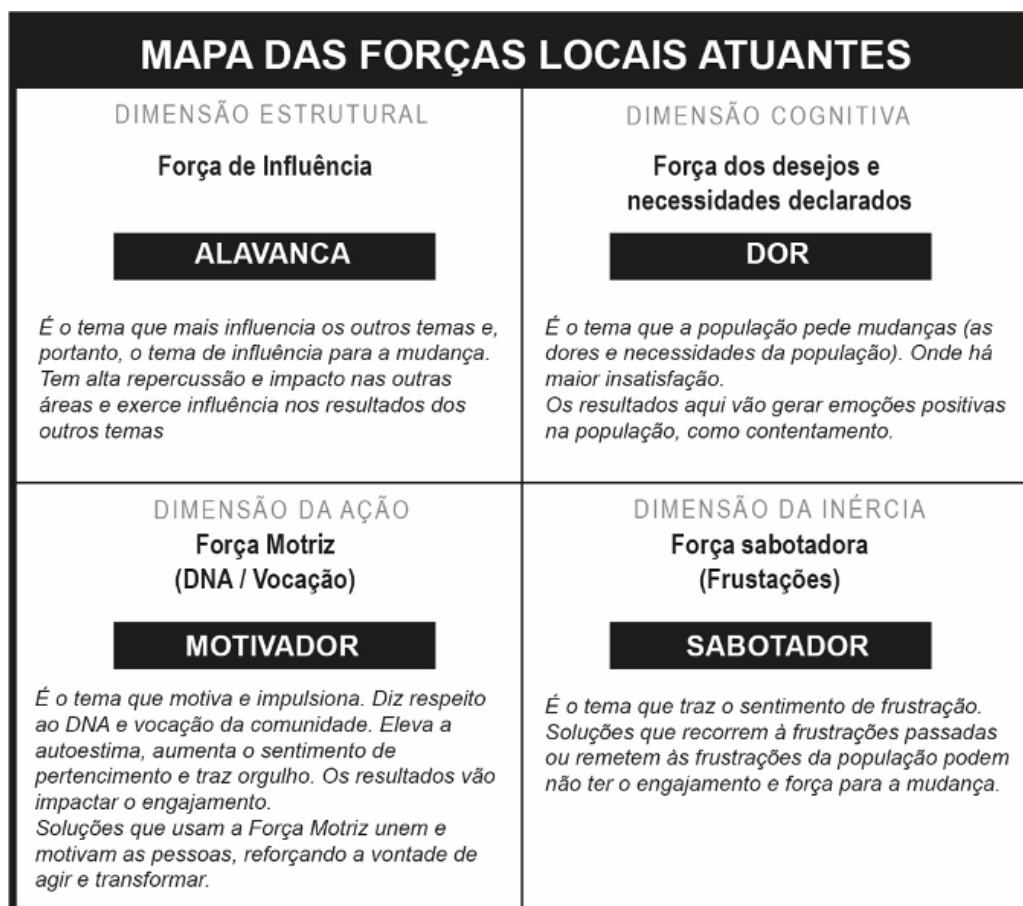 MAPA DAS FORÇAS LOCAIS ATUANTES
DIMENSÃO ESTRUTURAL
Força de Influência
ALAVANCA
É o tema que mais influencia os outros temas e,
portanto, o tema de influência para a mudança.
Tem alta repercussão e impacto nas outras
áreas e exerce influência nos resultados dos
outros temas
DIMENSÃO COGNITIVA
Força dos desejos e
necessidades declarados
DOR
É o tema que a população pede mudanças (as
dores e necessidades da população). Onde há
maior insatisfação.
Os resultados aqui vão gerar emoções positivas
na população, como contentamento.
DIMENSÃO DA AÇÃO
Força Motriz
(DNA / Vocação)
MOTIVADOR
É o tema que motiva e impulsiona. Diz respeito
ao DNA e vocação da comunidade. Eleva a
autoestima, aumenta o sentimento de
pertencimento e traz orgulho. Os resultados vão
impactar o engajamento.
Soluções que usam a Força Motriz unem e
motivam as pessoas, reforçando a vontade de
agir e transformar.
DIMENSÃO DA INÉRCIA
Força sabotadora
(Frustações)
SABOTADOR
É o tema que traz o sentimento de frustração.
Soluções que recorrem à frustrações passadas
ou remetem às frustrações da população podem
não ter o engajamento e força para a mudança.